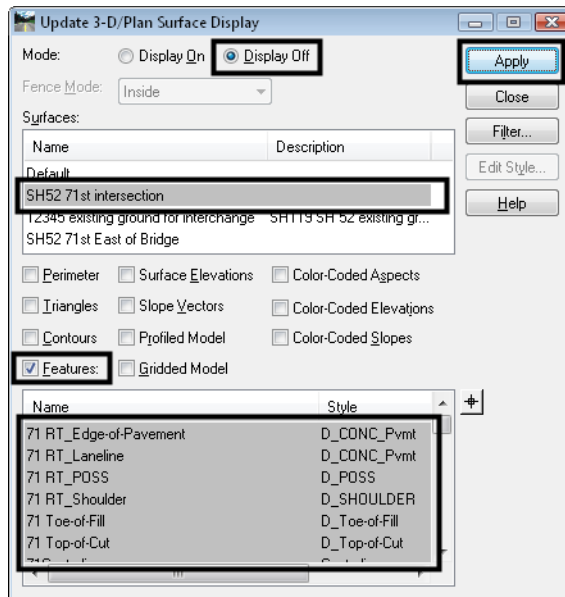 Update 3-D/Plan Surface Display
Mode: Display On Display Off
Apply
Fence Mode: Inside
Close
Surfaces:
Filter...
Name Description
Edit Style...
Default
SH52 71st intersection
Help
12345 existing ground for interchange SH119 SH 52 existing gr...
SH52 71st East of Bridge
Perimeter Surface Elevations Color-Coded Aspects
Triangles Slope Vectors Color-Coded Elevations
Contours Profiled Model Color-Coded Slopes
Features: Gridded Model
Name Style
71 RT_Edge-of-Pavement D_CONC_Pvmt
71 RT_Laneline D_CONC_Pvmt
71 RT_POSS D_POSS
71 RT_Shoulder D_SHOULDER
71 Toe-of-Fill D_Toe-of-Fill
71 Top-of-Cut D_Top-of-Cut